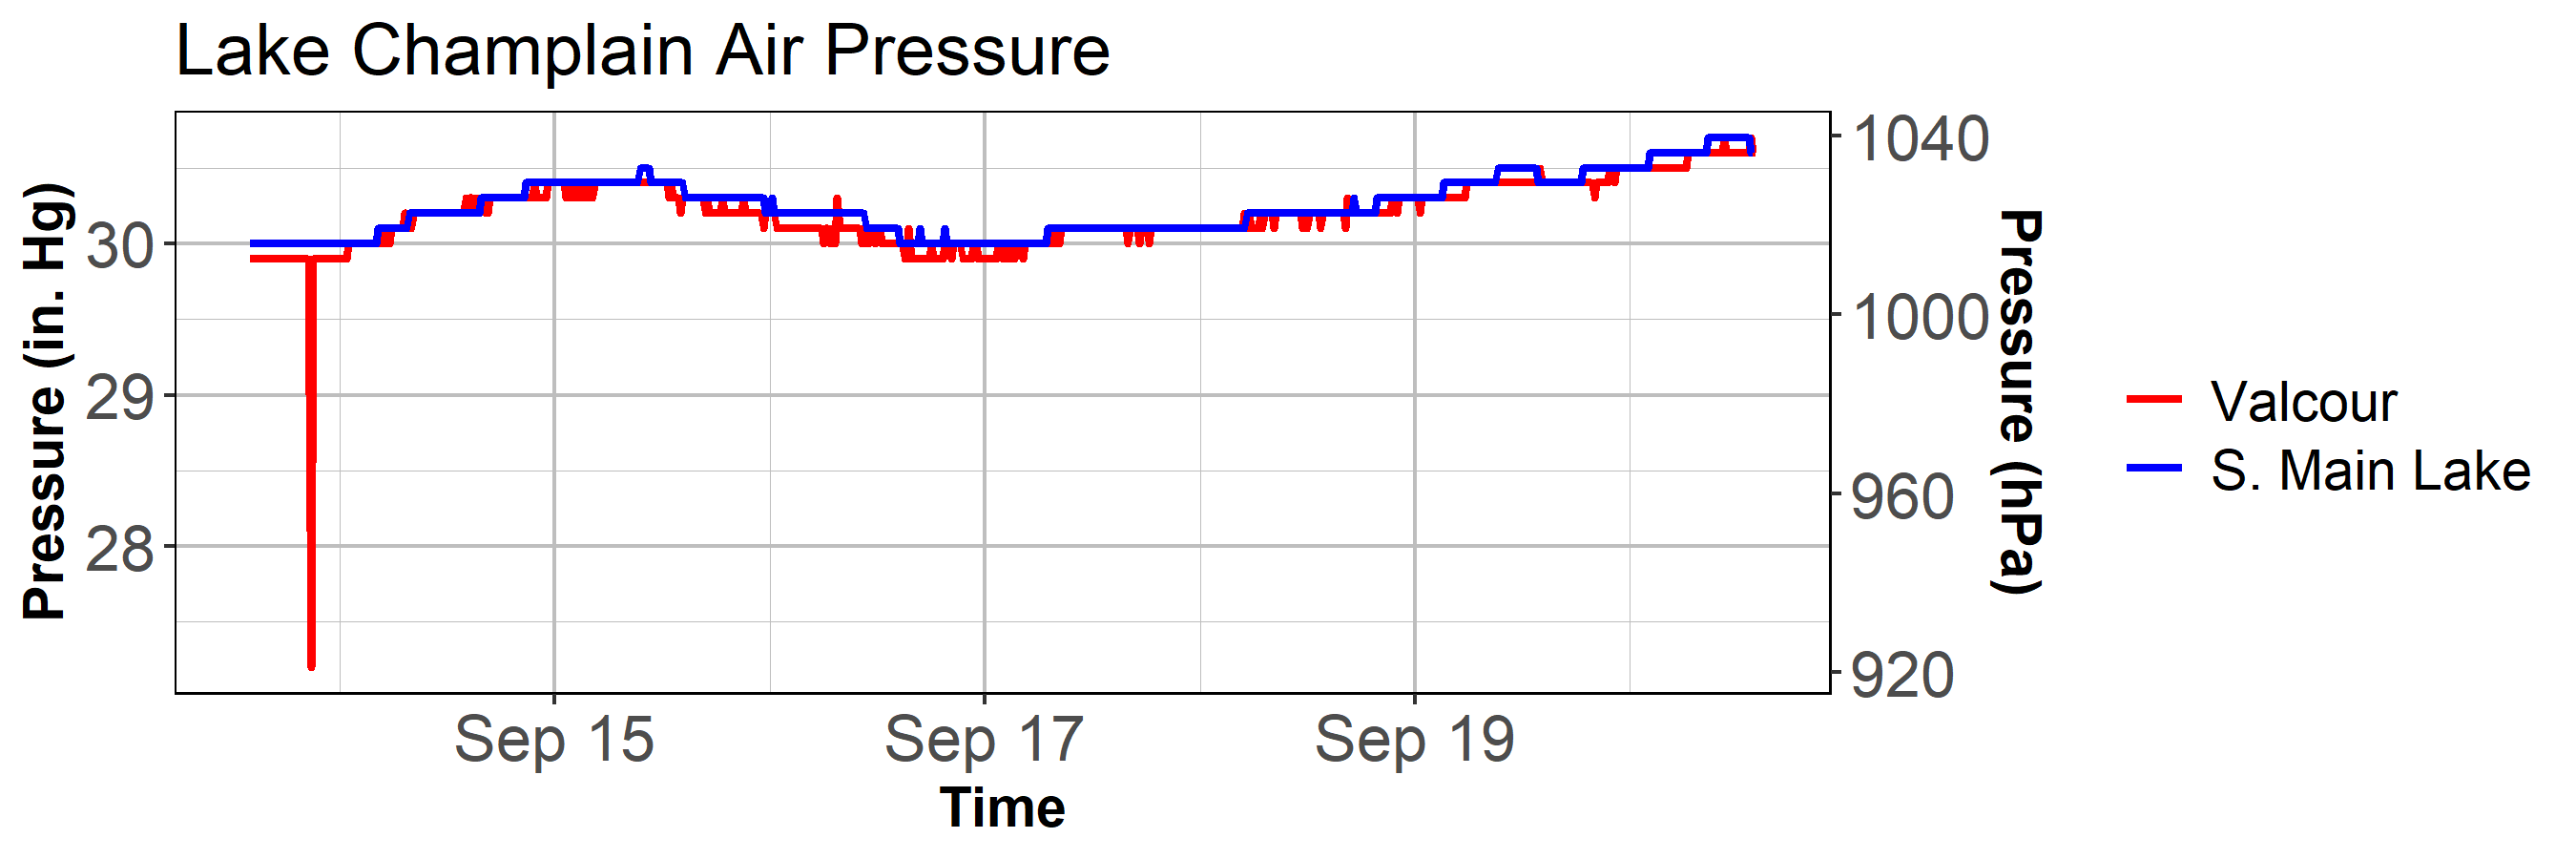 Lake Champlain Air Pressure
Pressure (in. Hg)
30
29
28
1040
1000
960
920
Pressure (hPa)
Valcour
S. Main Lake
Sep 15
Sep 17
Sep 19
Time